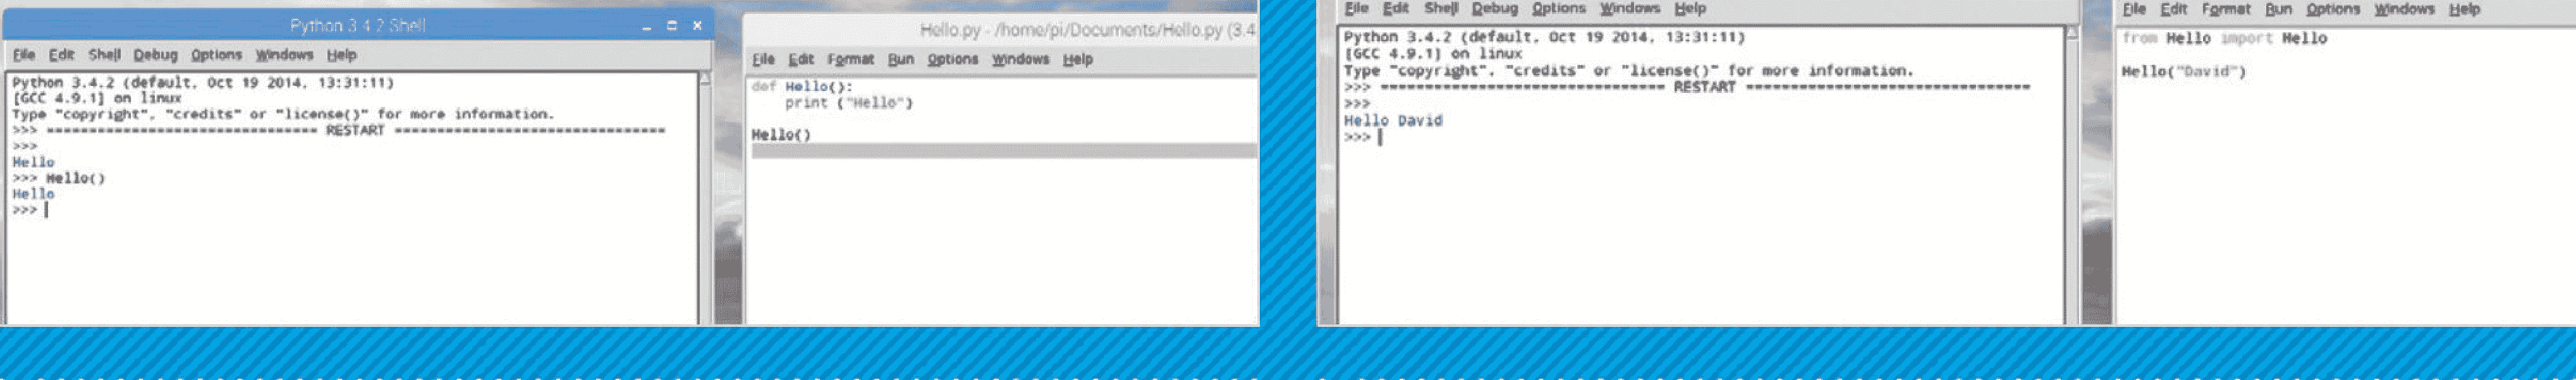 Python 3.4.2 Shell
File Edit Shell Debug Options Windows Help
Python 3.4.2 (default, Oct 19 2014, 13:31:11)
[GCC 4.9.1] on linux
Type "copyright", "credits" or "license()" for more information.
>>> ================================ RESTART ================================
>>>
Hello
>>> Hello()
Hello
>>>
Hello.py - /home/pi/Documents/Hello.py (3.4
File Edit Format Run Options Windows Help
def Hello():
    print ("Hello")
Hello()
File Edit Shell Debug Options Windows Help
Python 3.4.2 (default, Oct 19 2014, 13:31:11)
[GCC 4.9.1] on linux
Type "copyright", "credits" or "license()" for more information.
>>> ================================ RESTART ================================
>>>
Hello David
>>>
File Edit Format Run Options Windows Help
from Hello import Hello
Hello("David")